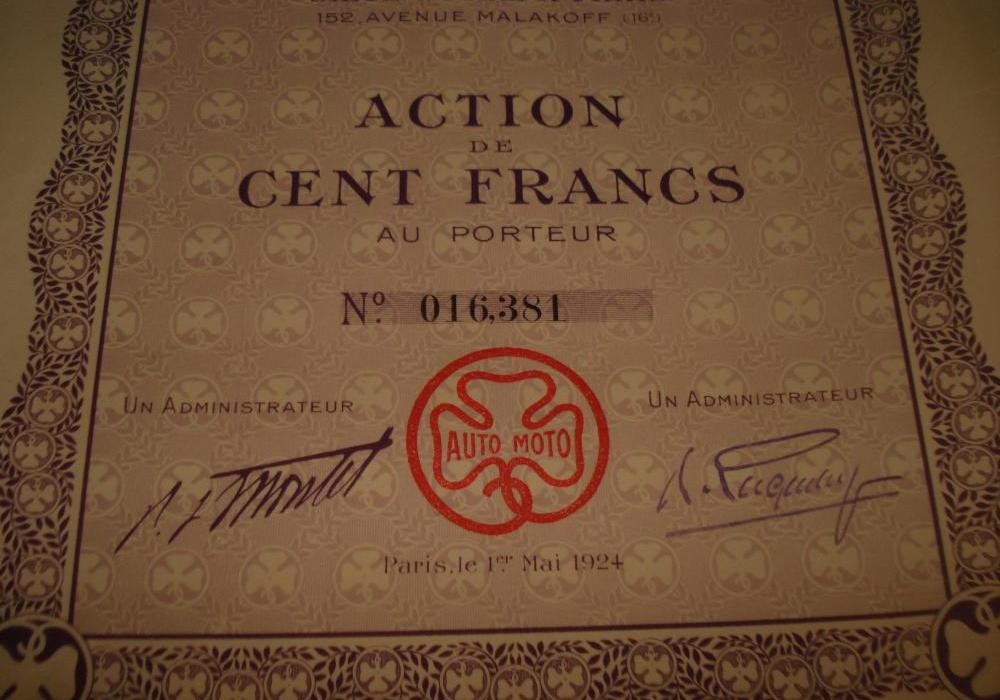 152, AVENUE MALAKOFF (16E)
ACTION
DE
CENT FRANCS
AU PORTEUR
Nº 016,381
UN ADMINISTRATEUR
UN ADMINISTRATEUR
AUTO MOTO
Paris, le 1er Mai 1924